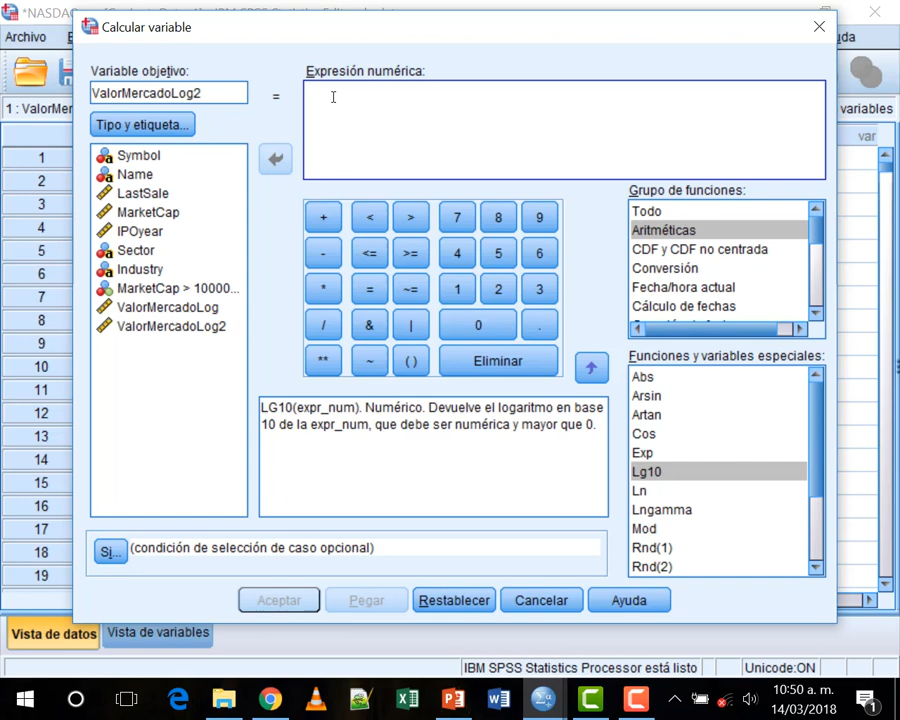 *NASDAQ
Calcular variable
Archivo
uda
Variable objetivo:
Expresión numérica:
ValorMercadoLog2
=
1 : ValorMer
variables
Tipo y etiqueta...
var
Symbol
Name
LastSale
MarketCap
IPOyear
Sector
Industry
MarketCap > 10000...
ValorMercadoLog
ValorMercadoLog2
1
2
3
4
5
6
7
8
9
10
11
12
13
14
15
16
17
18
19
+ < > 7 8 9
- <= >= 4 5 6
* = ~= 1 2 3
/ & | 0 .
** ~ ( ) Eliminar
Grupo de funciones:
Todo
Aritméticas
CDF y CDF no centrada
Conversión
Fecha/hora actual
Cálculo de fechas
Funciones y variables especiales:
Abs
Arsin
Artan
Cos
Exp
Lg10
Ln
Lngamma
Mod
Rnd(1)
Rnd(2)
LG10(expr_num). Numérico. Devuelve el logaritmo en base
10 de la expr_num, que debe ser numérica y mayor que 0.
Si... (condición de selección de caso opcional)
Aceptar Pegar Restablecer Cancelar Ayuda
Vista de datos Vista de variables
IBM SPSS Statistics Processor está listo Unicode:ON
10:50 a. m.
14/03/2018
1